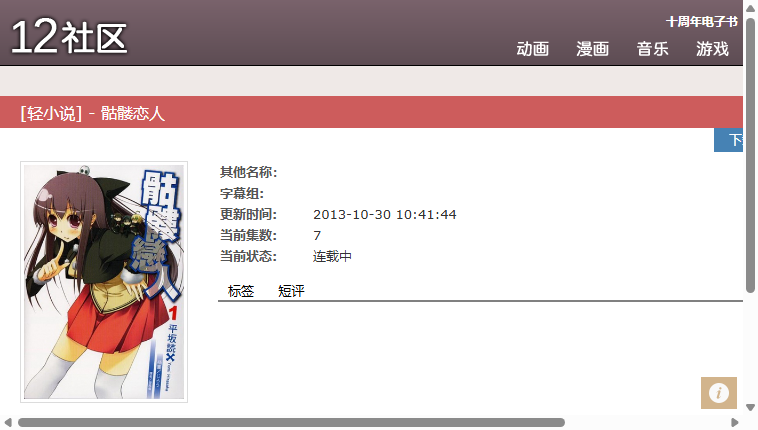 十周年电子书
12社区
动画 漫画 音乐 游戏
[轻小说] - 骷髅恋人
下
其他名称:
字幕组:
更新时间: 2013-10-30 10:41:44
当前集数: 7
当前状态: 连载中
标签 短评
骷髏戀人
1
平坂読